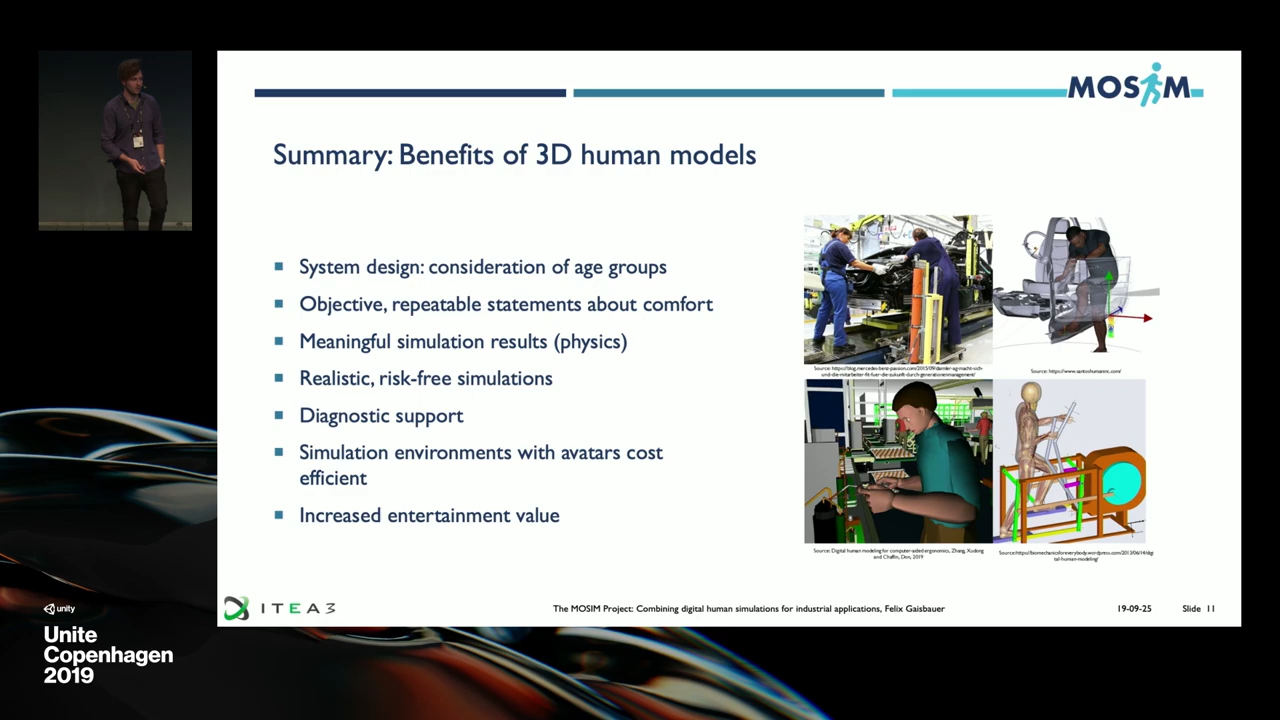 MOSIM
Summary: Benefits of 3D human models
System design: consideration of age groups
Objective, repeatable statements about comfort
Meaningful simulation results (physics)
Realistic, risk-free simulations
Diagnostic support
Simulation environments with avatars cost
efficient
Increased entertainment value
Source: https://blog.mercedes-benz-passion.com/2015/09/daimler-ag-macht-sich-
und-die-mitarbeiter-fit-fuer-die-zukunft-durch-generationenmanagement/
Source: https://www.santoshumaninc.com/
Source: Digital human modeling for computer-aided ergonomics, Zhang, Xudong
and Chaffin, Don, 2019
Source:https://biomechanicsforeverybody.wordpress.com/2013/06/14/digi
tal-human-modeling/
ITEA3
The MOSIM Project: Combining digital human simulations for industrial applications, Felix Gaisbauer
19-09-25
Slide 11
unity
Unite
Copenhagen
2019